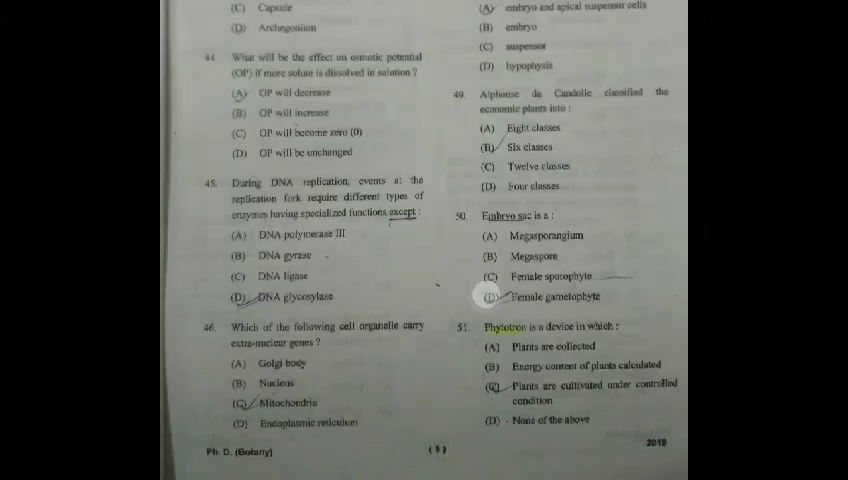 (C) Capsule
(D) Archegonium
44. What will be the effect on osmotic potential
(OP) if more solute is dissolved in solution ?
(A) OP will decrease
(B) OP will increase
(C) OP will become zero (0)
(D) OP will be unchanged
45. During DNA replication, events at the
replication fork require different types of
enzymes having specialized functions except :
(A) DNA polymerase III
(B) DNA gyrase
(C) DNA ligase
(D) DNA glycosylase
46. Which of the following cell organelle carry
extra-nuclear genes ?
(A) Golgi body
(B) Nucleus
(C) Mitochondria
(D) Endoplasmic reticulum
(A) embryo and apical suspensor cells
(B) embryo
(C) suspensor
(D) hypophysis
49. Alphonse de Candolle classified the
economic plants into :
(A) Eight classes
(B) Six classes
(C) Twelve classes
(D) Four classes
50. Embryo sac is a :
(A) Megasporangium
(B) Megaspore
(C) Female sporophyte
(D) Female gametophyte
51. Phytotron is a device in which :
(A) Plants are collected
(B) Energy content of plants calculated
(C) Plants are cultivated under controlled
condition
(D) None of the above
Ph. D. (Botany)
( 5 )
2018